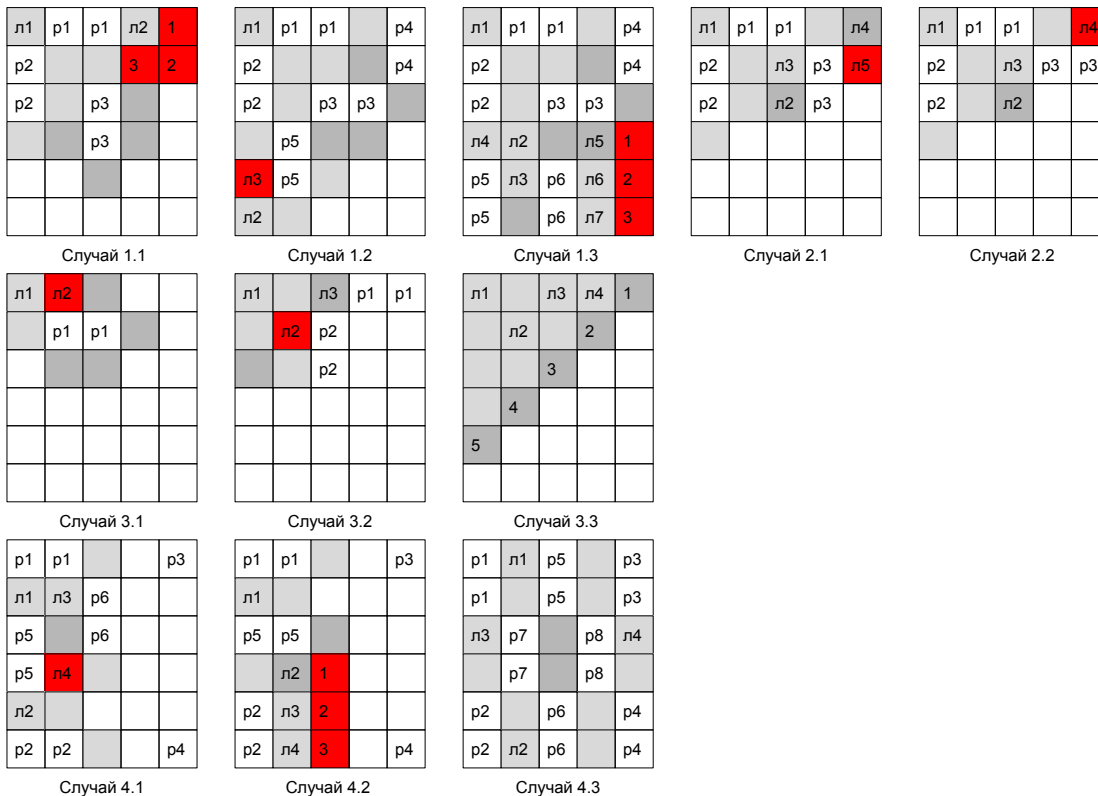 л1 р1 р1 л2 1 л1 р1 р1 р4 л1 р1 р1 р4 л1 р1 р1 л4 л1 р1 р1 л4
р2 3 2 р2 р4 р2 р4 р2 л3 р3 л5 р2 л3 р3 р3
р2 р3 р2 р3 р3 р2 р3 р3 р2 л2 р3 р2 л2
р3 р5 л4 л2 л5 1
л3 р5 р5 л3 р6 л6 2
л2 р5 р6 л7 3
Случай 1.1 Случай 1.2 Случай 1.3 Случай 2.1 Случай 2.2
л1 л2 л1 л3 р1 р1 л1 л3 л4 1
р1 р1 л2 р2 л2 2
р2 3
4
5
Случай 3.1 Случай 3.2 Случай 3.3
р1 р1 р3 р1 р1 р3 р1 л1 р5 р3
л1 л3 р6 л1 р1 р5 р3
р5 р6 р5 р5 л3 р7 р8 л4
р5 л4 л2 1 р7 р8
л2 р2 л3 2 р2 р6 р4
р2 р2 р4 р2 л4 3 р4 р2 л2 р6 р4
Случай 4.1 Случай 4.2 Случай 4.3